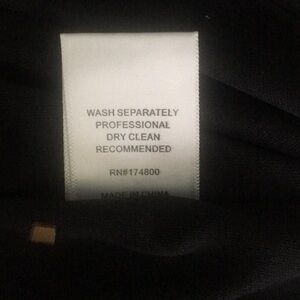 WASH SEPARATELY
PROFESSIONAL
DRY CLEAN
RECOMMENDED
RN#174800
MADE IN CHINA